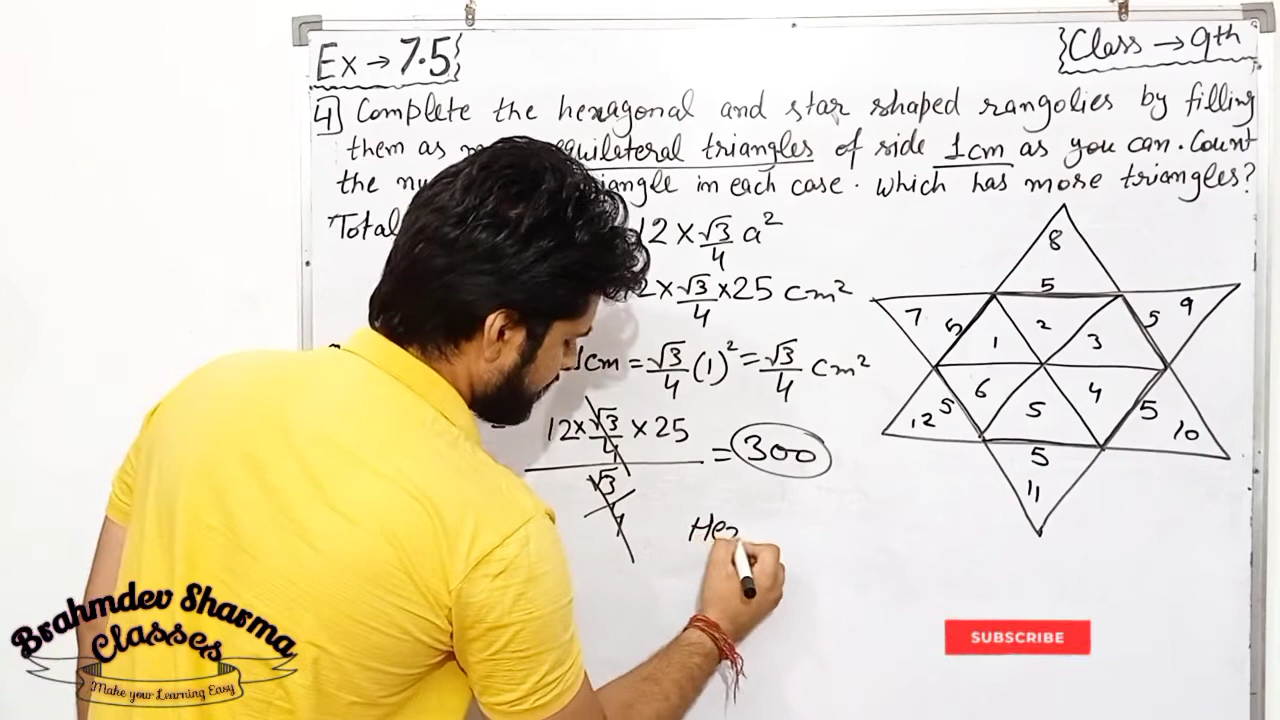 Ex → 7.5
Class → 9th
4 Complete the hexagonal and star shaped rangolies by filling
them as equilateral triangles of side 1cm as you can. Count
the triangle in each case. which has more triangles?
Total 12 × √3/4 a²
2 × √3/4 × 25 cm²
1cm = √3/4 (1)² = √3/4 cm²
12 × √3/4 × 25
= 300
√3/4
Hex
8
5
7 5 2 5 9
1 3
6 4
12 5 5 5 10
5
11
Brahmdev Sharma
Classes
Make your Learning Easy
SUBSCRIBE